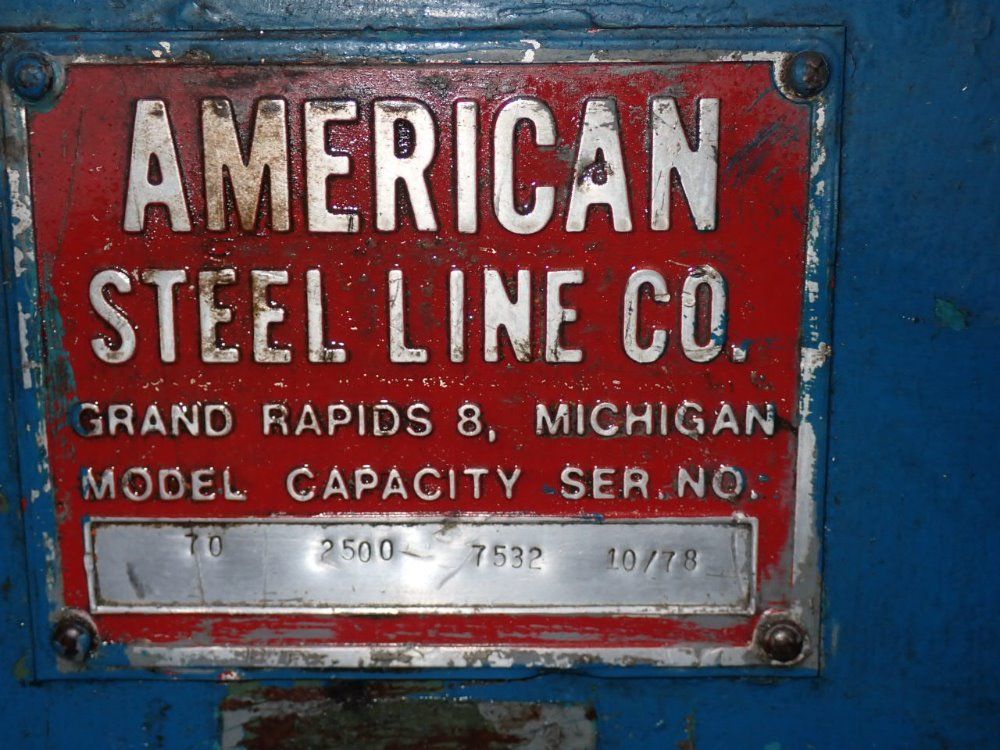 AMERICAN
STEEL LINE CO.
GRAND RAPIDS 8, MICHIGAN
MODEL CAPACITY SER. NO.
70 2500 7532 10/78